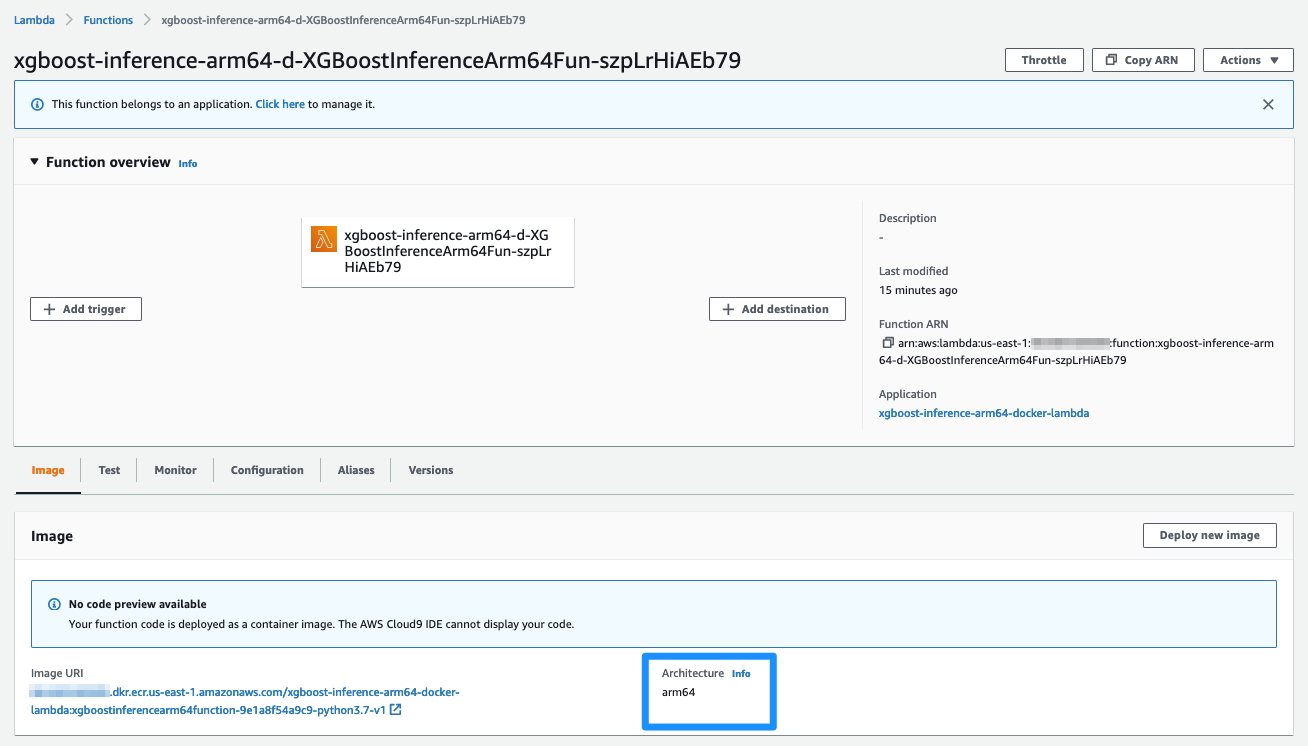 Lambda > Functions > xgboost-inference-arm64-d-XGBoostInferenceArm64Fun-szpLrHiAEb79
xgboost-inference-arm64-d-XGBoostInferenceArm64Fun-szpLrHiAEb79
Throttle
Copy ARN
Actions
This function belongs to an application. Click here to manage it.
Function overview Info
xgboost-inference-arm64-d-XG
BoostInferenceArm64Fun-szpLr
HiAEb79
Add trigger
Add destination
Description
-
Last modified
15 minutes ago
Function ARN
arn:aws:lambda:us-east-1: :function:xgboost-inference-arm
64-d-XGBoostInferenceArm64Fun-szpLrHiAEb79
Application
xgboost-inference-arm64-docker-lambda
Image
Test
Monitor
Configuration
Aliases
Versions
Image
Deploy new image
No code preview available
Your function code is deployed as a container image. The AWS Cloud9 IDE cannot display your code.
Image URI
.dkr.ecr.us-east-1.amazonaws.com/xgboost-inference-arm64-docker-
lambda:xgboostinferencearm64function-9e1a8f54a9c9-python3.7-v1
Architecture Info
arm64